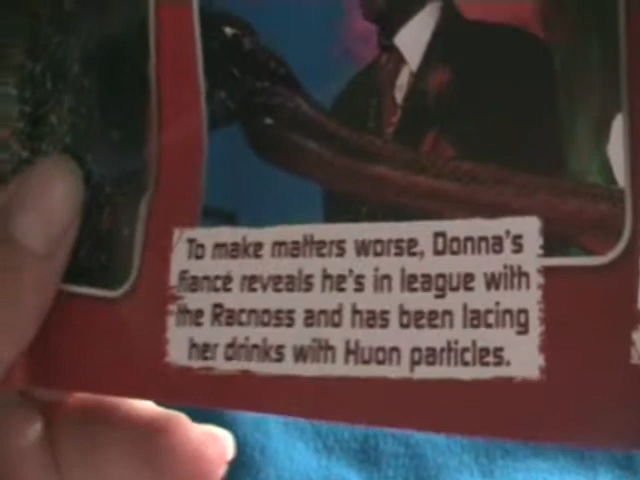 To make matters worse, Donna's
fiancé reveals he's in league with
the Racnoss and has been lacing
her drinks with Huon particles.